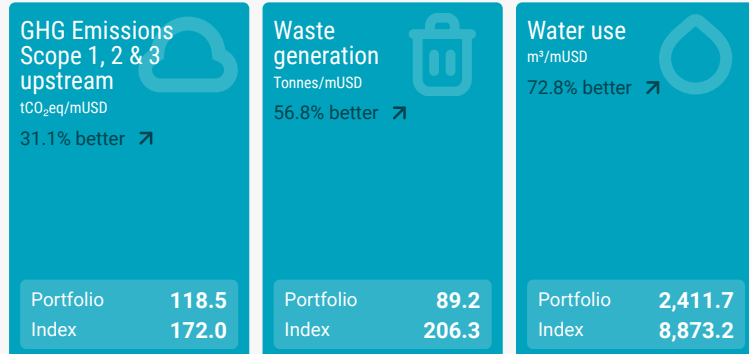 GHG Emissions
Scope 1, 2 & 3
upstream
tCO₂eq/mUSD
31.1% better
Portfolio 118.5
Index 172.0
Waste
generation
Tonnes/mUSD
56.8% better
Portfolio 89.2
Index 206.3
Water use
m³/mUSD
72.8% better
Portfolio 2,411.7
Index 8,873.2